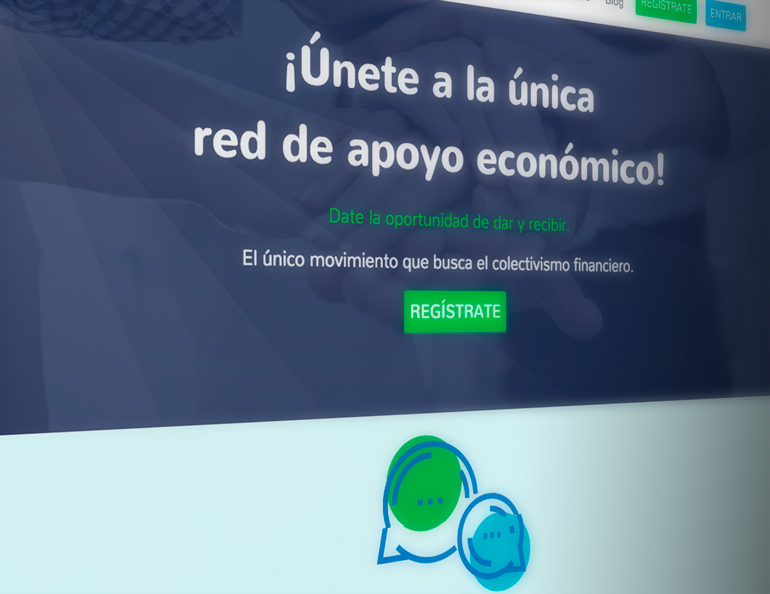 Blog
REGÍSTRATE
ENTRAR
¡Únete a la única
red de apoyo económico!
Date la oportunidad de dar y recibir.
El único movimiento que busca el colectivismo financiero.
REGÍSTRATE